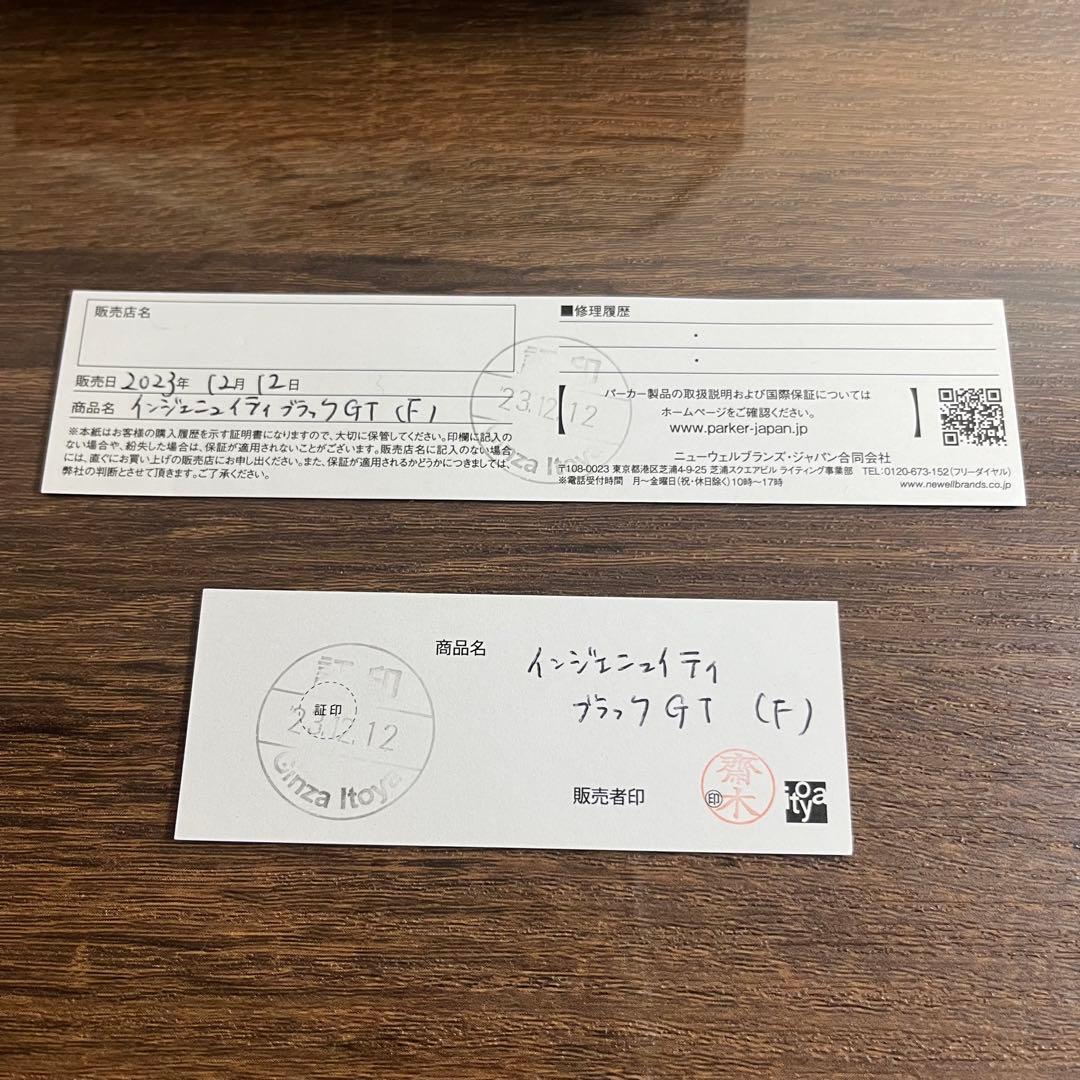 販売店名
販売日 2023年 12月 12日
商品名 インジェニュイティ ブラックGT (F)
※本紙はお客様の購入履歴を示す証明書になりますので、大切に保管してください。印欄に記入の
ない場合や、紛失した場合は、保証が適用されないことがございます。販売店名に記入のない場合
には、直ぐにお買い上げの販売店にお申し出ください。また、保証が適用されるかどうかにつきましては、
弊社の判断とさせて頂きます。ご了承ください。
証印
'23.12.12
Ginza Itoya
■修理履歴
・
・
【 パーカー製品の取扱説明および国際保証については
ホームページをご確認ください。
www.parker-japan.jp 】
ニューウェルブランズ・ジャパン合同会社
〒108-0023 東京都港区芝浦4-9-25 芝浦スクエアビル ライティング事業部 TEL:0120-673-152(フリーダイヤル)
※電話受付時間 月〜金曜日(祝・休日除く)10時〜17時
www.newellbrands.co.jp
商品名 インジェニュイティ
ブラックGT (F)
証印
証印
'23.12.12
Ginza Itoya
販売者印
印
齋木
itoya